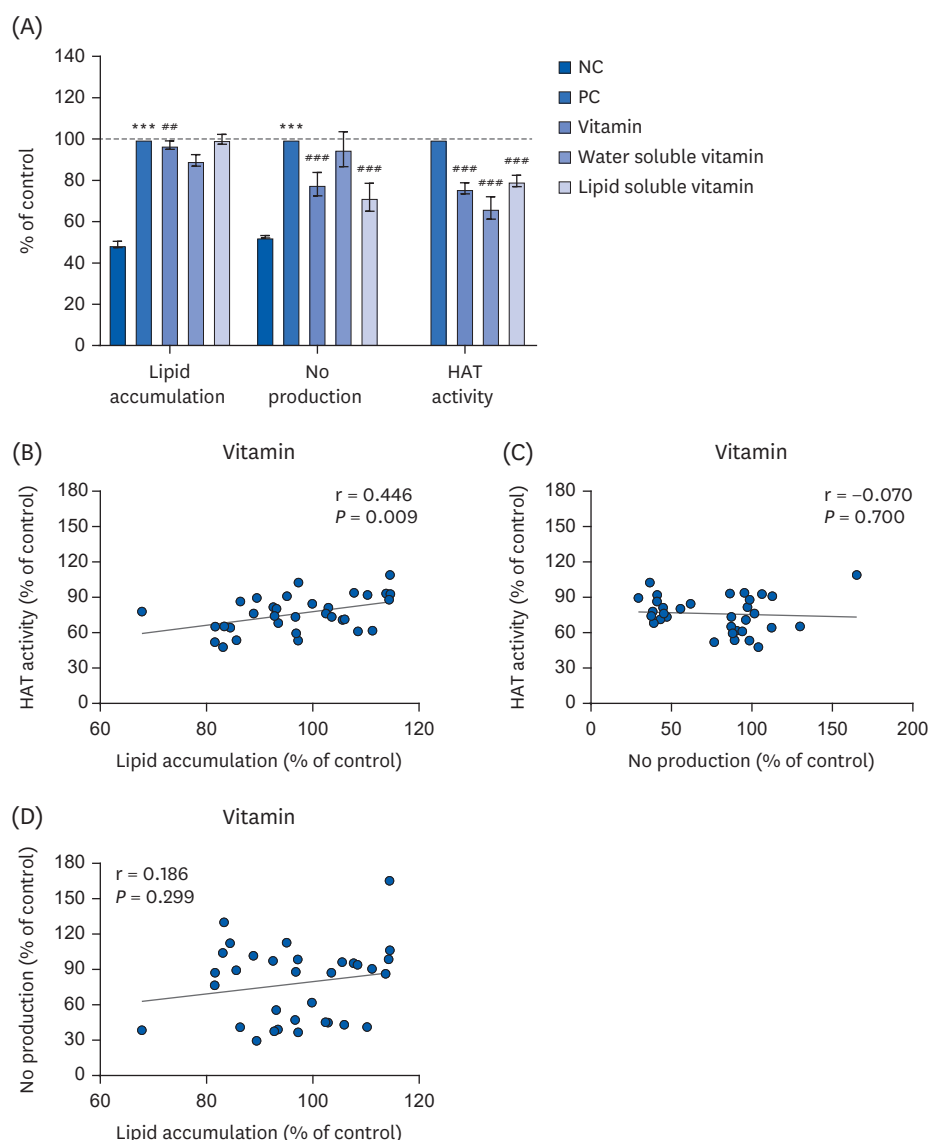 (A)
140
120
100
80
60
40
20
0
% of control
*** ##
*** ### ###
### ### ###
Lipid
accumulation
No
production
HAT
activity
NC
PC
Vitamin
Water soluble vitamin
Lipid soluble vitamin
(B)
Vitamin
r = 0.446
P = 0.009
180
150
120
90
60
30
0
HAT activity (% of control)
60 80 100 120
Lipid accumulation (% of control)
(C)
Vitamin
r = −0.070
P = 0.700
180
150
120
90
60
30
0
HAT activity (% of control)
0 50 100 150 200
No production (% of control)
(D)
Vitamin
r = 0.186
P = 0.299
180
150
120
90
60
30
0
No production (% of control)
60 80 100 120
Lipid accumulation (% of control)